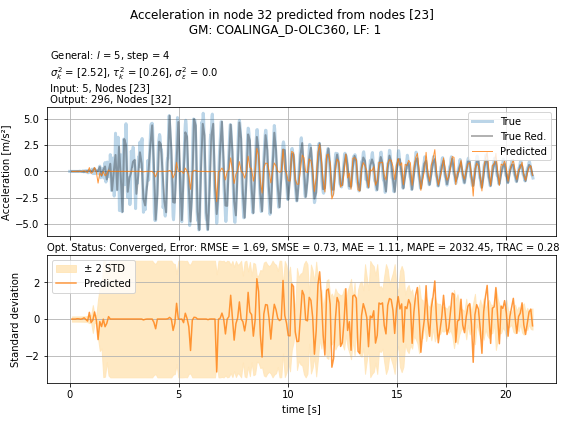 Acceleration in node 32 predicted from nodes [23]
GM: COALINGA_D-OLC360, LF: 1
General: l = 5, step = 4
σ²ₖ = [2.52], τ²ₖ = [0.26], σ²ε = 0.0
Input: 5, Nodes [23]
Output: 296, Nodes [32]
Acceleration [m/s²]
5.0
2.5
0.0
−2.5
−5.0
True
True Red.
Predicted
Opt. Status: Converged, Error: RMSE = 1.69, SMSE = 0.73, MAE = 1.11, MAPE = 2032.45, TRAC = 0.28
Standard deviation
2
0
−2
± 2 STD
Predicted
0
5
10
15
20
time [s]